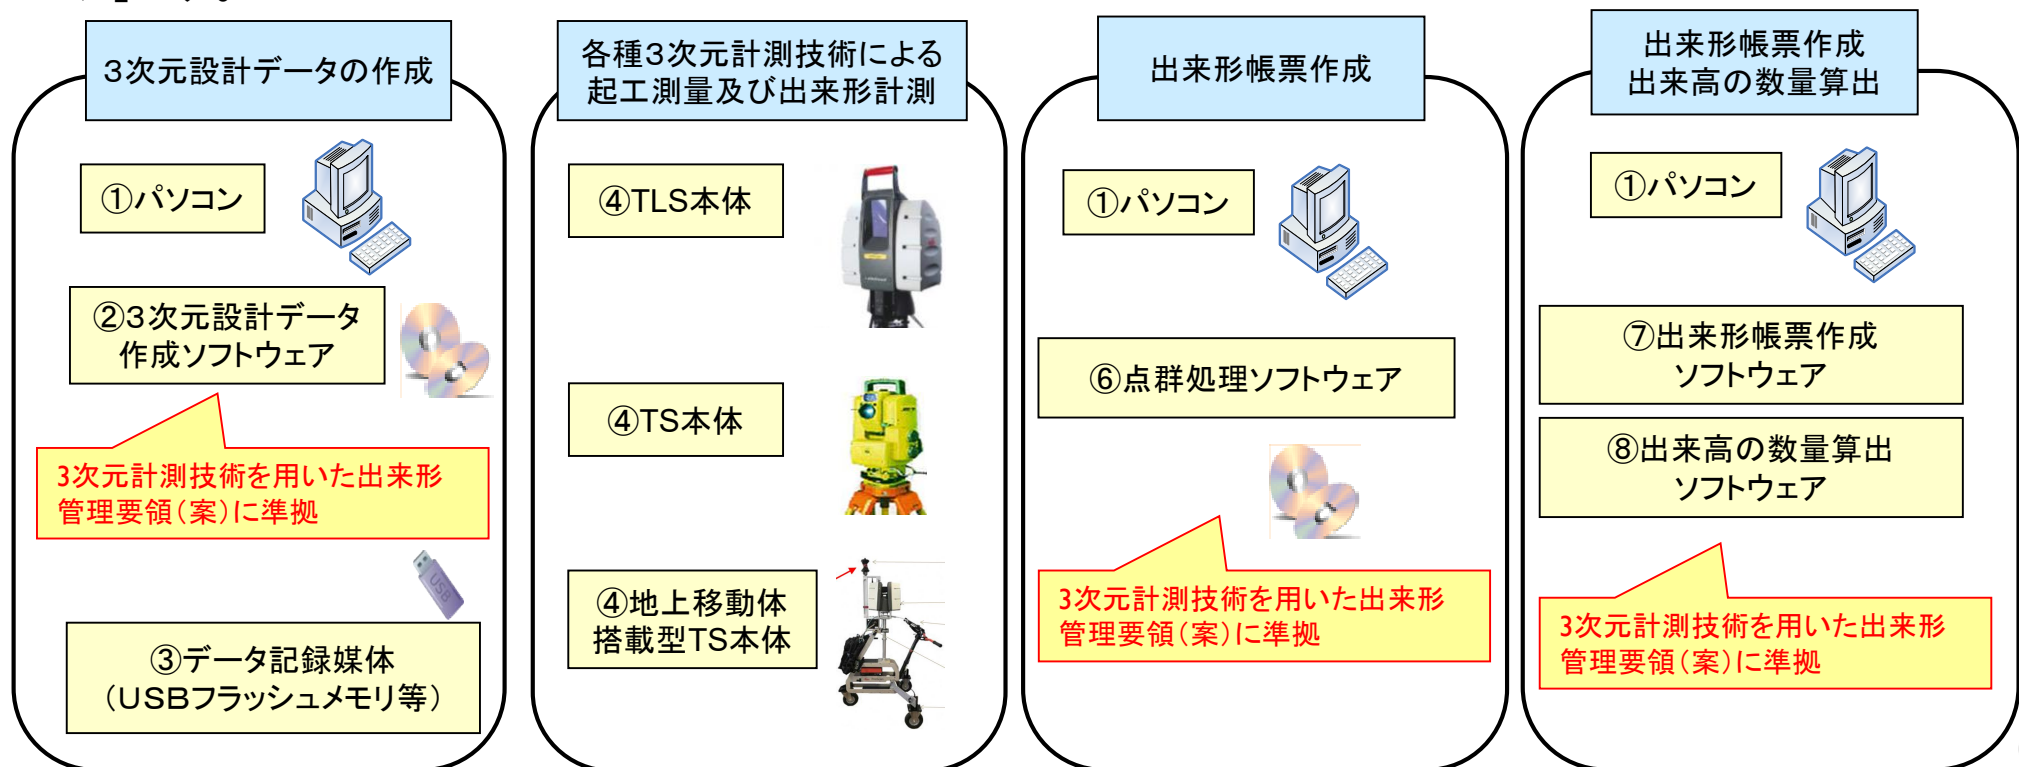 3次元設計データの作成
①パソコン
②3次元設計データ
作成ソフトウェア
3次元計測技術を用いた出来形
管理要領（案）に準拠
USB
③データ記録媒体
（USBフラッシュメモリ等）
各種3次元計測技術による
起工測量及び出来形計測
④TLS本体
④TS本体
④地上移動体
搭載型TS本体
出来形帳票作成
①パソコン
⑥点群処理ソフトウェア
3次元計測技術を用いた出来形
管理要領（案）に準拠
出来形帳票作成
出来高の数量算出
①パソコン
⑦出来形帳票作成
ソフトウェア
⑧出来高の数量算出
ソフトウェア
3次元計測技術を用いた出来形
管理要領（案）に準拠